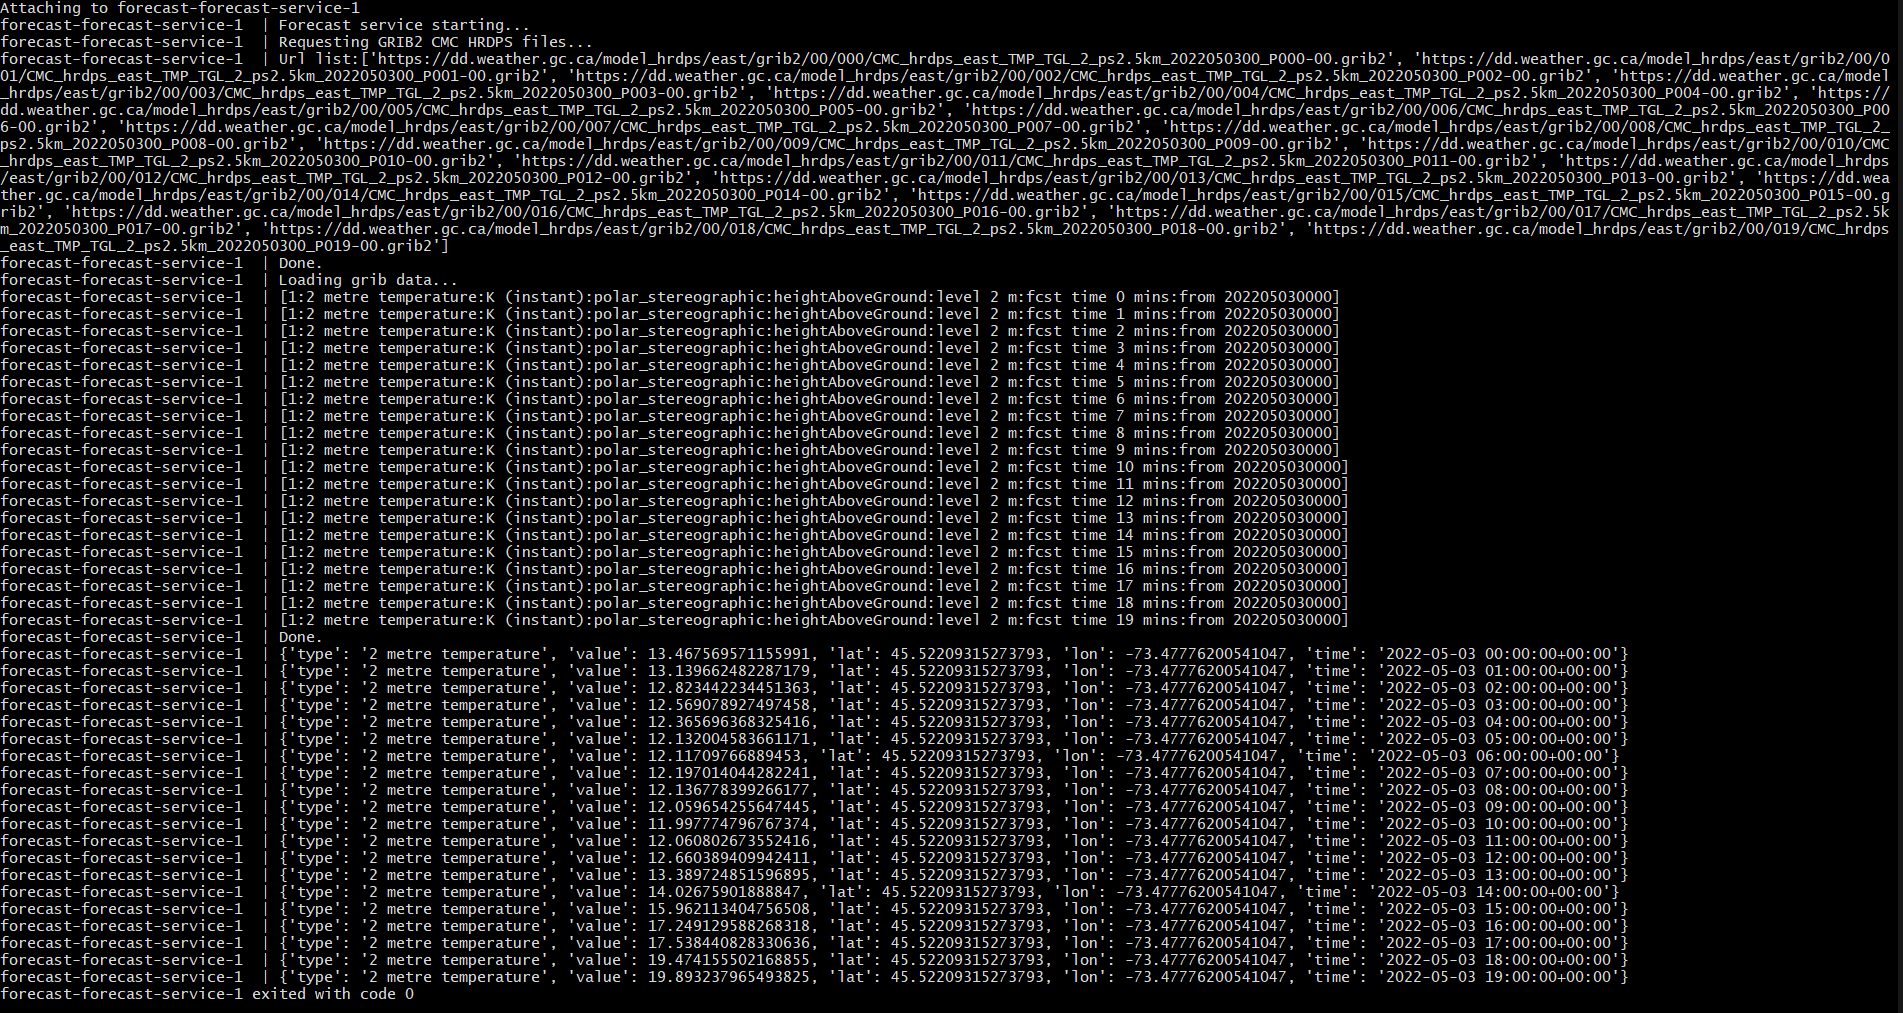 Attaching to forecast-forecast-service-1
forecast-forecast-service-1  | Forecast service starting...
forecast-forecast-service-1  | Requesting GRIB2 CMC HRDPS files...
forecast-forecast-service-1  | Url list:['https://dd.weather.gc.ca/model_hrdps/east/grib2/00/000/CMC_hrdps_east_TMP_TGL_2_ps2.5km_2022050300_P000-00.grib2', 'https://dd.weather.gc.ca/model_hrdps/east/grib2/00/0
01/CMC_hrdps_east_TMP_TGL_2_ps2.5km_2022050300_P001-00.grib2', 'https://dd.weather.gc.ca/model_hrdps/east/grib2/00/002/CMC_hrdps_east_TMP_TGL_2_ps2.5km_2022050300_P002-00.grib2', 'https://dd.weather.gc.ca/model
_hrdps/east/grib2/00/003/CMC_hrdps_east_TMP_TGL_2_ps2.5km_2022050300_P003-00.grib2', 'https://dd.weather.gc.ca/model_hrdps/east/grib2/00/004/CMC_hrdps_east_TMP_TGL_2_ps2.5km_2022050300_P004-00.grib2', 'https://
dd.weather.gc.ca/model_hrdps/east/grib2/00/005/CMC_hrdps_east_TMP_TGL_2_ps2.5km_2022050300_P005-00.grib2', 'https://dd.weather.gc.ca/model_hrdps/east/grib2/00/006/CMC_hrdps_east_TMP_TGL_2_ps2.5km_2022050300_P00
6-00.grib2', 'https://dd.weather.gc.ca/model_hrdps/east/grib2/00/007/CMC_hrdps_east_TMP_TGL_2_ps2.5km_2022050300_P007-00.grib2', 'https://dd.weather.gc.ca/model_hrdps/east/grib2/00/008/CMC_hrdps_east_TMP_TGL_2_
ps2.5km_2022050300_P008-00.grib2', 'https://dd.weather.gc.ca/model_hrdps/east/grib2/00/009/CMC_hrdps_east_TMP_TGL_2_ps2.5km_2022050300_P009-00.grib2', 'https://dd.weather.gc.ca/model_hrdps/east/grib2/00/010/CMC
_hrdps_east_TMP_TGL_2_ps2.5km_2022050300_P010-00.grib2', 'https://dd.weather.gc.ca/model_hrdps/east/grib2/00/011/CMC_hrdps_east_TMP_TGL_2_ps2.5km_2022050300_P011-00.grib2', 'https://dd.weather.gc.ca/model_hrdps
/east/grib2/00/012/CMC_hrdps_east_TMP_TGL_2_ps2.5km_2022050300_P012-00.grib2', 'https://dd.weather.gc.ca/model_hrdps/east/grib2/00/013/CMC_hrdps_east_TMP_TGL_2_ps2.5km_2022050300_P013-00.grib2', 'https://dd.wea
ther.gc.ca/model_hrdps/east/grib2/00/014/CMC_hrdps_east_TMP_TGL_2_ps2.5km_2022050300_P014-00.grib2', 'https://dd.weather.gc.ca/model_hrdps/east/grib2/00/015/CMC_hrdps_east_TMP_TGL_2_ps2.5km_2022050300_P015-00.g
rib2', 'https://dd.weather.gc.ca/model_hrdps/east/grib2/00/016/CMC_hrdps_east_TMP_TGL_2_ps2.5km_2022050300_P016-00.grib2', 'https://dd.weather.gc.ca/model_hrdps/east/grib2/00/017/CMC_hrdps_east_TMP_TGL_2_ps2.5k
m_2022050300_P017-00.grib2', 'https://dd.weather.gc.ca/model_hrdps/east/grib2/00/018/CMC_hrdps_east_TMP_TGL_2_ps2.5km_2022050300_P018-00.grib2', 'https://dd.weather.gc.ca/model_hrdps/east/grib2/00/019/CMC_hrdps
_east_TMP_TGL_2_ps2.5km_2022050300_P019-00.grib2']
forecast-forecast-service-1  | Done.
forecast-forecast-service-1  | Loading grib data...
forecast-forecast-service-1  | [1:2 metre temperature:K (instant):polar_stereographic:heightAboveGround:level 2 m:fcst time 0 mins:from 202205030000]
forecast-forecast-service-1  | [1:2 metre temperature:K (instant):polar_stereographic:heightAboveGround:level 2 m:fcst time 1 mins:from 202205030000]
forecast-forecast-service-1  | [1:2 metre temperature:K (instant):polar_stereographic:heightAboveGround:level 2 m:fcst time 2 mins:from 202205030000]
forecast-forecast-service-1  | [1:2 metre temperature:K (instant):polar_stereographic:heightAboveGround:level 2 m:fcst time 3 mins:from 202205030000]
forecast-forecast-service-1  | [1:2 metre temperature:K (instant):polar_stereographic:heightAboveGround:level 2 m:fcst time 4 mins:from 202205030000]
forecast-forecast-service-1  | [1:2 metre temperature:K (instant):polar_stereographic:heightAboveGround:level 2 m:fcst time 5 mins:from 202205030000]
forecast-forecast-service-1  | [1:2 metre temperature:K (instant):polar_stereographic:heightAboveGround:level 2 m:fcst time 6 mins:from 202205030000]
forecast-forecast-service-1  | [1:2 metre temperature:K (instant):polar_stereographic:heightAboveGround:level 2 m:fcst time 7 mins:from 202205030000]
forecast-forecast-service-1  | [1:2 metre temperature:K (instant):polar_stereographic:heightAboveGround:level 2 m:fcst time 8 mins:from 202205030000]
forecast-forecast-service-1  | [1:2 metre temperature:K (instant):polar_stereographic:heightAboveGround:level 2 m:fcst time 9 mins:from 202205030000]
forecast-forecast-service-1  | [1:2 metre temperature:K (instant):polar_stereographic:heightAboveGround:level 2 m:fcst time 10 mins:from 202205030000]
forecast-forecast-service-1  | [1:2 metre temperature:K (instant):polar_stereographic:heightAboveGround:level 2 m:fcst time 11 mins:from 202205030000]
forecast-forecast-service-1  | [1:2 metre temperature:K (instant):polar_stereographic:heightAboveGround:level 2 m:fcst time 12 mins:from 202205030000]
forecast-forecast-service-1  | [1:2 metre temperature:K (instant):polar_stereographic:heightAboveGround:level 2 m:fcst time 13 mins:from 202205030000]
forecast-forecast-service-1  | [1:2 metre temperature:K (instant):polar_stereographic:heightAboveGround:level 2 m:fcst time 14 mins:from 202205030000]
forecast-forecast-service-1  | [1:2 metre temperature:K (instant):polar_stereographic:heightAboveGround:level 2 m:fcst time 15 mins:from 202205030000]
forecast-forecast-service-1  | [1:2 metre temperature:K (instant):polar_stereographic:heightAboveGround:level 2 m:fcst time 16 mins:from 202205030000]
forecast-forecast-service-1  | [1:2 metre temperature:K (instant):polar_stereographic:heightAboveGround:level 2 m:fcst time 17 mins:from 202205030000]
forecast-forecast-service-1  | [1:2 metre temperature:K (instant):polar_stereographic:heightAboveGround:level 2 m:fcst time 18 mins:from 202205030000]
forecast-forecast-service-1  | [1:2 metre temperature:K (instant):polar_stereographic:heightAboveGround:level 2 m:fcst time 19 mins:from 202205030000]
forecast-forecast-service-1  | Done.
forecast-forecast-service-1  | {'type': '2 metre temperature', 'value': 13.467569571155991, 'lat': 45.52209315273793, 'lon': -73.47776200541047, 'time': '2022-05-03 00:00:00+00:00'}
forecast-forecast-service-1  | {'type': '2 metre temperature', 'value': 13.139662482287179, 'lat': 45.52209315273793, 'lon': -73.47776200541047, 'time': '2022-05-03 01:00:00+00:00'}
forecast-forecast-service-1  | {'type': '2 metre temperature', 'value': 12.823442234451363, 'lat': 45.52209315273793, 'lon': -73.47776200541047, 'time': '2022-05-03 02:00:00+00:00'}
forecast-forecast-service-1  | {'type': '2 metre temperature', 'value': 12.569078927497458, 'lat': 45.52209315273793, 'lon': -73.47776200541047, 'time': '2022-05-03 03:00:00+00:00'}
forecast-forecast-service-1  | {'type': '2 metre temperature', 'value': 12.365696368325416, 'lat': 45.52209315273793, 'lon': -73.47776200541047, 'time': '2022-05-03 04:00:00+00:00'}
forecast-forecast-service-1  | {'type': '2 metre temperature', 'value': 12.132004583661171, 'lat': 45.52209315273793, 'lon': -73.47776200541047, 'time': '2022-05-03 05:00:00+00:00'}
forecast-forecast-service-1  | {'type': '2 metre temperature', 'value': 12.11709766889453, 'lat': 45.52209315273793, 'lon': -73.47776200541047, 'time': '2022-05-03 06:00:00+00:00'}
forecast-forecast-service-1  | {'type': '2 metre temperature', 'value': 12.197014044282241, 'lat': 45.52209315273793, 'lon': -73.47776200541047, 'time': '2022-05-03 07:00:00+00:00'}
forecast-forecast-service-1  | {'type': '2 metre temperature', 'value': 12.136778399266177, 'lat': 45.52209315273793, 'lon': -73.47776200541047, 'time': '2022-05-03 08:00:00+00:00'}
forecast-forecast-service-1  | {'type': '2 metre temperature', 'value': 12.059654255647445, 'lat': 45.52209315273793, 'lon': -73.47776200541047, 'time': '2022-05-03 09:00:00+00:00'}
forecast-forecast-service-1  | {'type': '2 metre temperature', 'value': 11.997774796767374, 'lat': 45.52209315273793, 'lon': -73.47776200541047, 'time': '2022-05-03 10:00:00+00:00'}
forecast-forecast-service-1  | {'type': '2 metre temperature', 'value': 12.060802673552416, 'lat': 45.52209315273793, 'lon': -73.47776200541047, 'time': '2022-05-03 11:00:00+00:00'}
forecast-forecast-service-1  | {'type': '2 metre temperature', 'value': 12.660389409942411, 'lat': 45.52209315273793, 'lon': -73.47776200541047, 'time': '2022-05-03 12:00:00+00:00'}
forecast-forecast-service-1  | {'type': '2 metre temperature', 'value': 13.389724851596895, 'lat': 45.52209315273793, 'lon': -73.47776200541047, 'time': '2022-05-03 13:00:00+00:00'}
forecast-forecast-service-1  | {'type': '2 metre temperature', 'value': 14.02675901888847, 'lat': 45.52209315273793, 'lon': -73.47776200541047, 'time': '2022-05-03 14:00:00+00:00'}
forecast-forecast-service-1  | {'type': '2 metre temperature', 'value': 15.962113404756508, 'lat': 45.52209315273793, 'lon': -73.47776200541047, 'time': '2022-05-03 15:00:00+00:00'}
forecast-forecast-service-1  | {'type': '2 metre temperature', 'value': 17.249129588268318, 'lat': 45.52209315273793, 'lon': -73.47776200541047, 'time': '2022-05-03 16:00:00+00:00'}
forecast-forecast-service-1  | {'type': '2 metre temperature', 'value': 17.538440828330636, 'lat': 45.52209315273793, 'lon': -73.47776200541047, 'time': '2022-05-03 17:00:00+00:00'}
forecast-forecast-service-1  | {'type': '2 metre temperature', 'value': 19.474155502168855, 'lat': 45.52209315273793, 'lon': -73.47776200541047, 'time': '2022-05-03 18:00:00+00:00'}
forecast-forecast-service-1  | {'type': '2 metre temperature', 'value': 19.893237965493825, 'lat': 45.52209315273793, 'lon': -73.47776200541047, 'time': '2022-05-03 19:00:00+00:00'}
forecast-forecast-service-1 exited with code 0